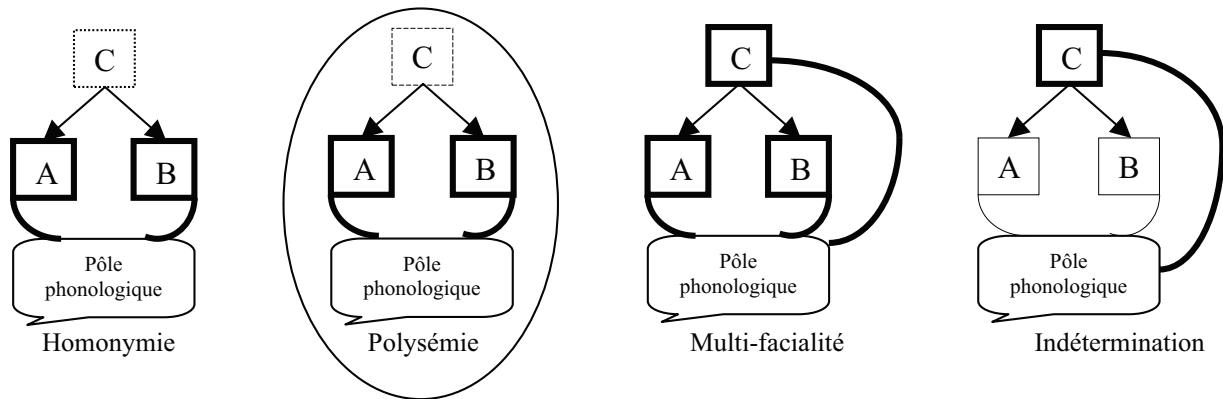 C
A
B
Pôle
phonologique
Homonymie
C
A
B
Pôle
phonologique
Polysémie
C
A
B
Pôle
phonologique
Multi-facialité
C
A
B
Pôle
phonologique
Indétermination